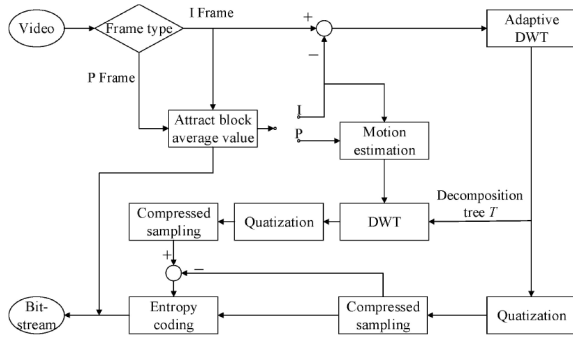 I Frame
+
Video
Frame type
Adaptive
DWT
−
P Frame
Attract block
average value
I
P
Motion
estimation
Decomposition
tree T
Compressed
sampling
Quatization
DWT
+
−
Bit-
stream
Entropy
coding
Compressed
sampling
Quatization